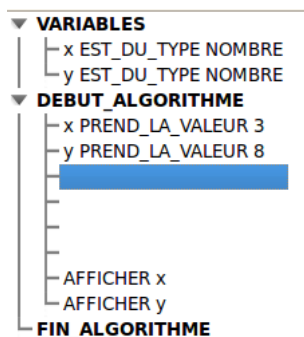 VARIABLES
x EST_DU_TYPE NOMBRE
y EST_DU_TYPE NOMBRE
DEBUT_ALGORITHME
x PREND_LA_VALEUR 3
y PREND_LA_VALEUR 8
AFFICHER x
AFFICHER y
FIN_ALGORITHME